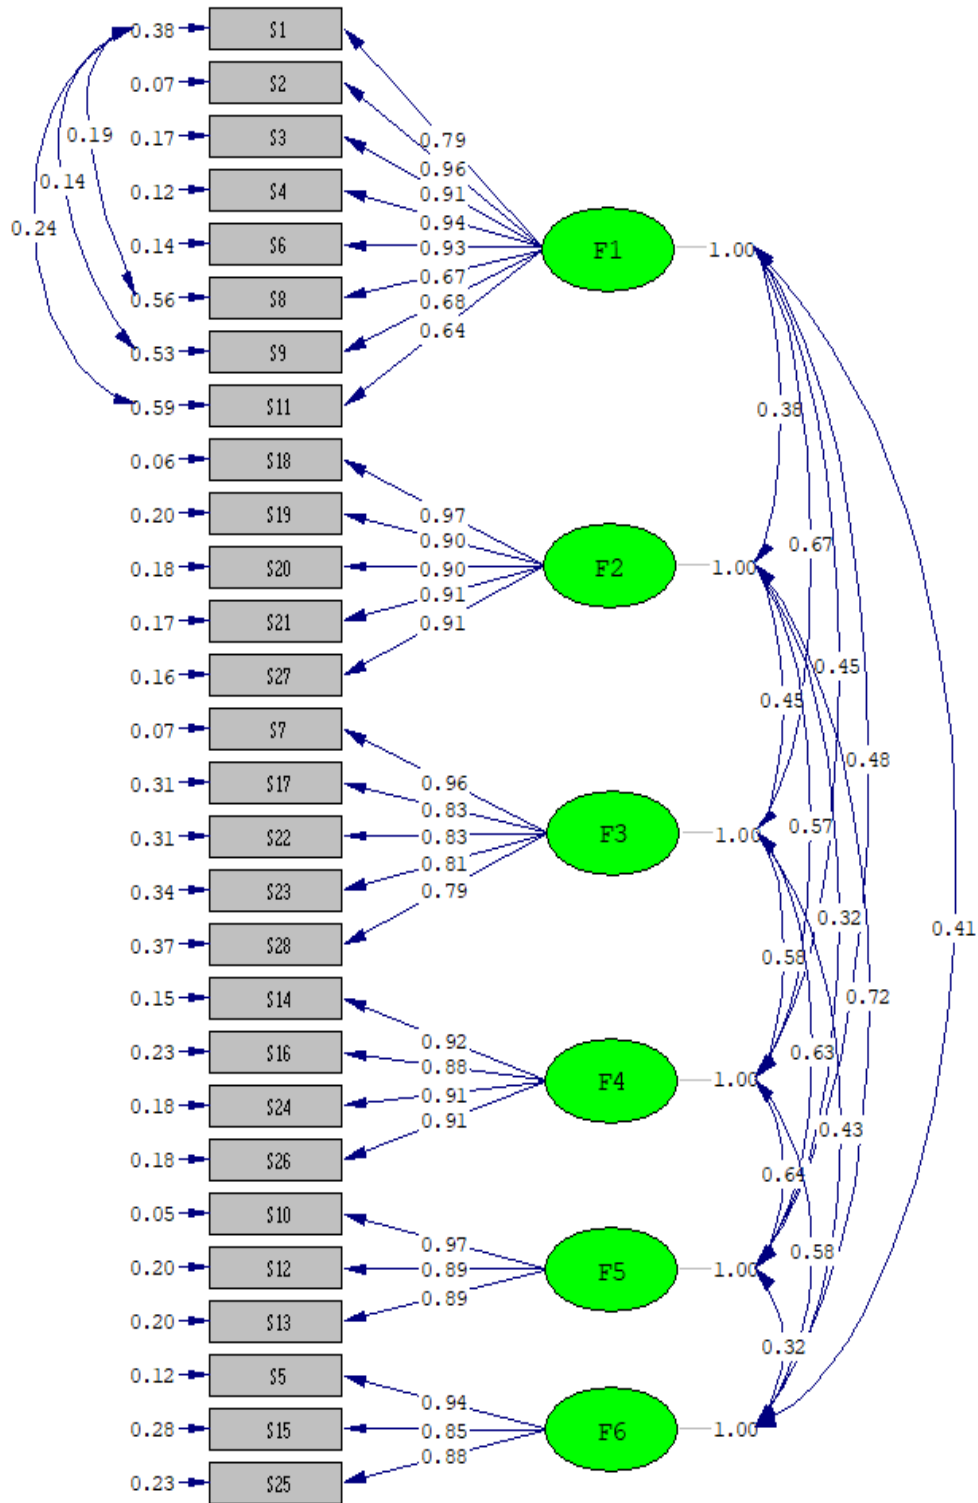 0.38 S1
0.07 S2
0.79
0.19 0.17 S3
0.96
0.14 0.12 S4
0.91
0.24 0.94
0.14 S6 0.93 F1 1.00
0.67
0.56 S8
0.68
0.64
0.53 S9
0.59 S11 0.38
0.06 S18
0.20 S19 0.97
0.90 0.67
0.18 S20 0.90 F2 1.00
0.91
0.17 S21 0.91
0.16 S27 0.45
0.45
0.07 S7
0.48
0.31 S17 0.96
0.83
0.31 S22 0.83 F3 1.00 0.57
0.81
0.34 S23 0.79
0.32
0.37 S28 0.41
0.58
0.15 S14 0.72
0.92
0.23 S16 0.88 0.63
F4 1.00
0.18 S24 0.91
0.91 0.43
0.18 S26
0.64
0.05 S10
0.97
0.89 0.58
0.20 S12 F5 1.00
0.89
0.20 S13
0.32
0.12 S5
0.94
0.28 S15 0.85 F6 1.00
0.88
0.23 S25